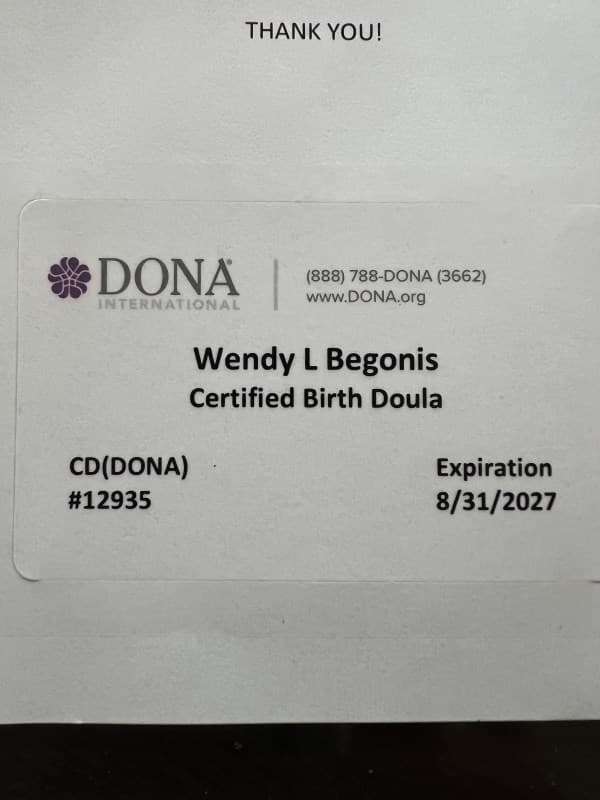 THANK YOU!
DONA®
INTERNATIONAL
(888) 788-DONA (3662)
www.DONA.org
Wendy L Begonis
Certified Birth Doula
CD(DONA)
#12935
Expiration
8/31/2027